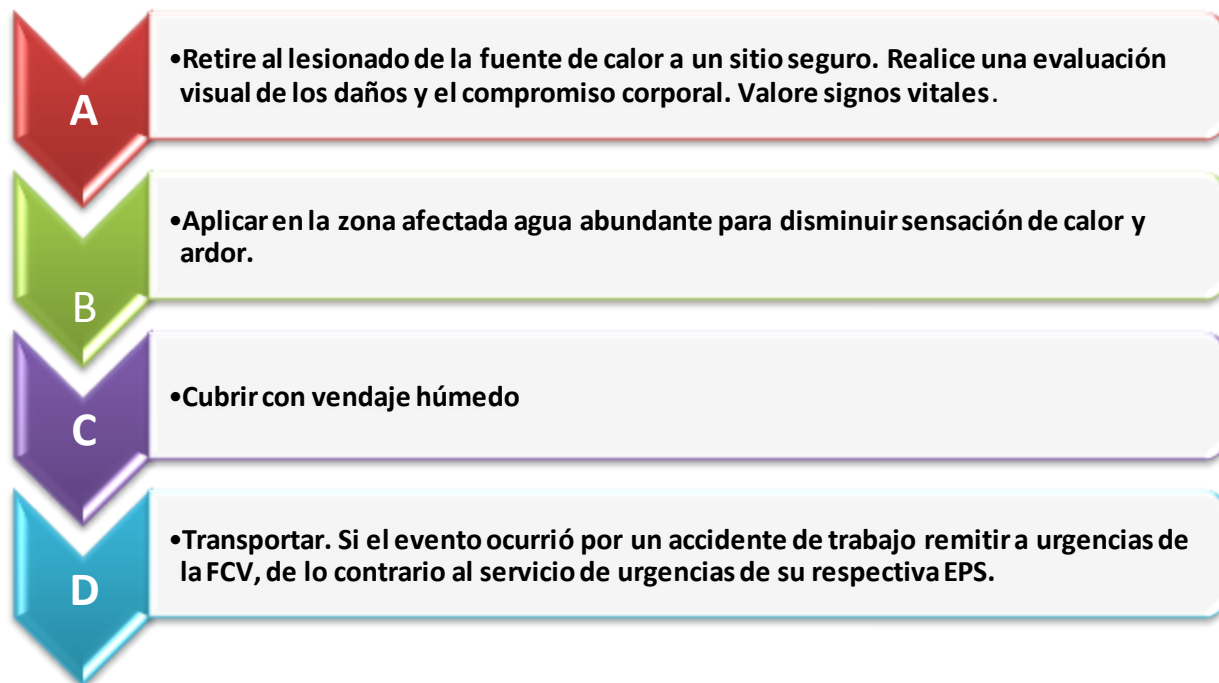 A
•Retire al lesionado de la fuente de calor a un sitio seguro. Realice una evaluación
visual de los daños y el compromiso corporal. Valore signos vitales.
B
•Aplicar en la zona afectada agua abundante para disminuir sensación de calor y
ardor.
C
•Cubrir con vendaje húmedo
D
•Transportar. Si el evento ocurrió por un accidente de trabajo remitir a urgencias de
la FCV, de lo contrario al servicio de urgencias de su respectiva EPS.